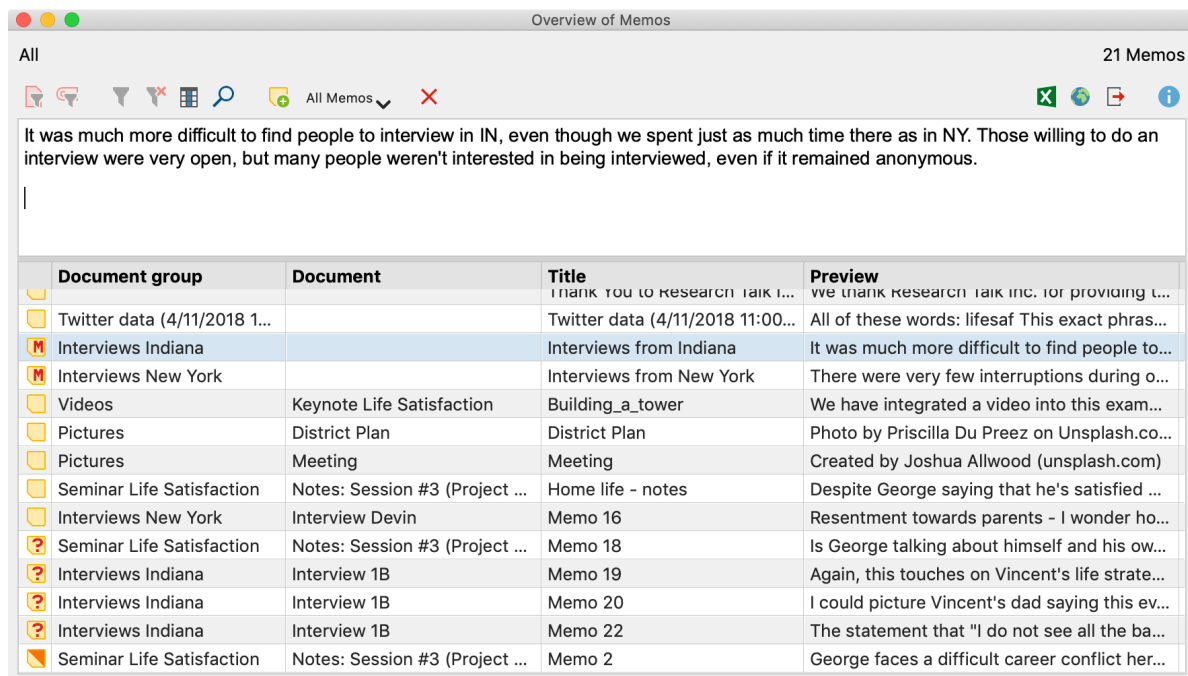 Overview of Memos
All 21 Memos
All Memos
It was much more difficult to find people to interview in IN, even though we spent just as much time there as in NY. Those willing to do an
interview were very open, but many people weren't interested in being interviewed, even if it remained anonymous.
Document group Document Title Preview
Thank You to Research Talk I... We thank Research Talk Inc. for providing t...
Twitter data (4/11/2018 1... Twitter data (4/11/2018 11:00... All of these words: lifesaf This exact phras...
M Interviews Indiana Interviews from Indiana It was much more difficult to find people to...
M Interviews New York Interviews from New York There were very few interruptions during o...
Videos Keynote Life Satisfaction Building_a_tower We have integrated a video into this exam...
Pictures District Plan District Plan Photo by Priscilla Du Preez on Unsplash.co...
Pictures Meeting Meeting Created by Joshua Allwood (unsplash.com)
Seminar Life Satisfaction Notes: Session #3 (Project ... Home life - notes Despite George saying that he's satisfied ...
Interviews New York Interview Devin Memo 16 Resentment towards parents - I wonder ho...
? Seminar Life Satisfaction Notes: Session #3 (Project ... Memo 18 Is George talking about himself and his ow...
? Interviews Indiana Interview 1B Memo 19 Again, this touches on Vincent's life strate...
? Interviews Indiana Interview 1B Memo 20 I could picture Vincent's dad saying this ev...
? Interviews Indiana Interview 1B Memo 22 The statement that "I do not see all the ba...
Seminar Life Satisfaction Notes: Session #3 (Project ... Memo 2 George faces a difficult career conflict her...